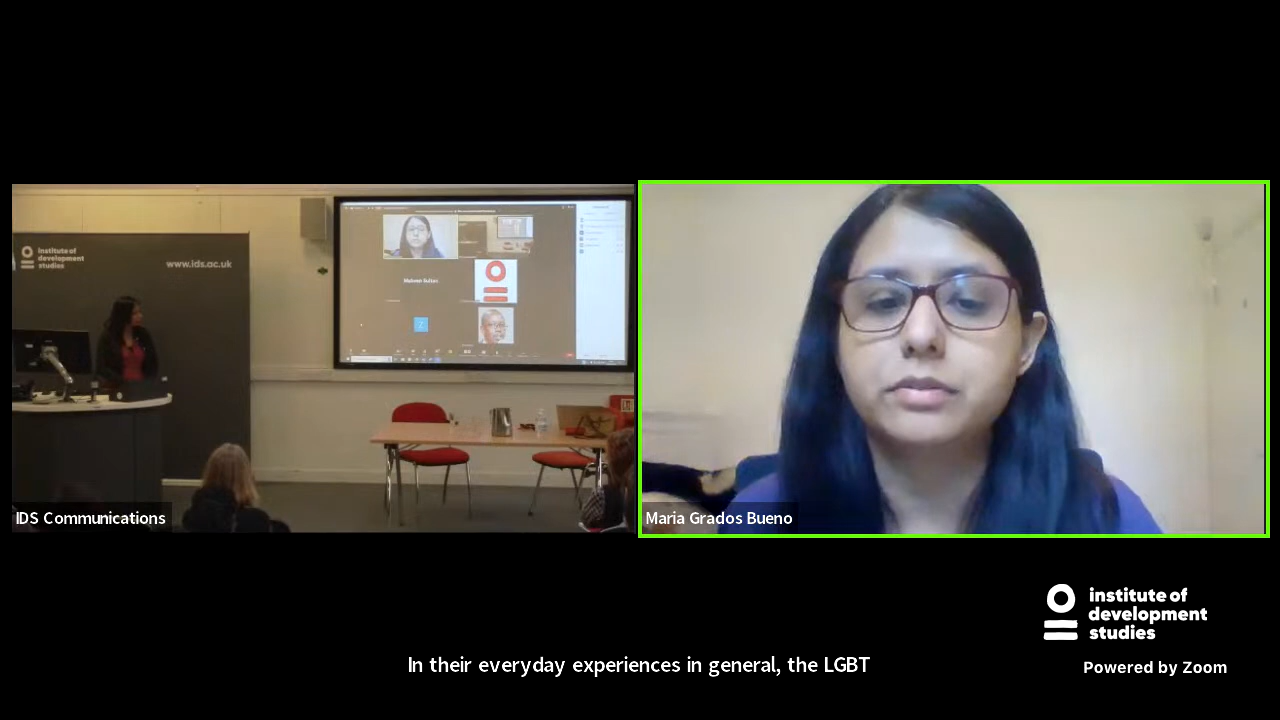 institute of
development
studies
www.ids.ac.uk
Z
IDS Communications
Maria Grados Bueno
institute of
development
studies
Powered by Zoom
In their everyday experiences in general, the LGBT